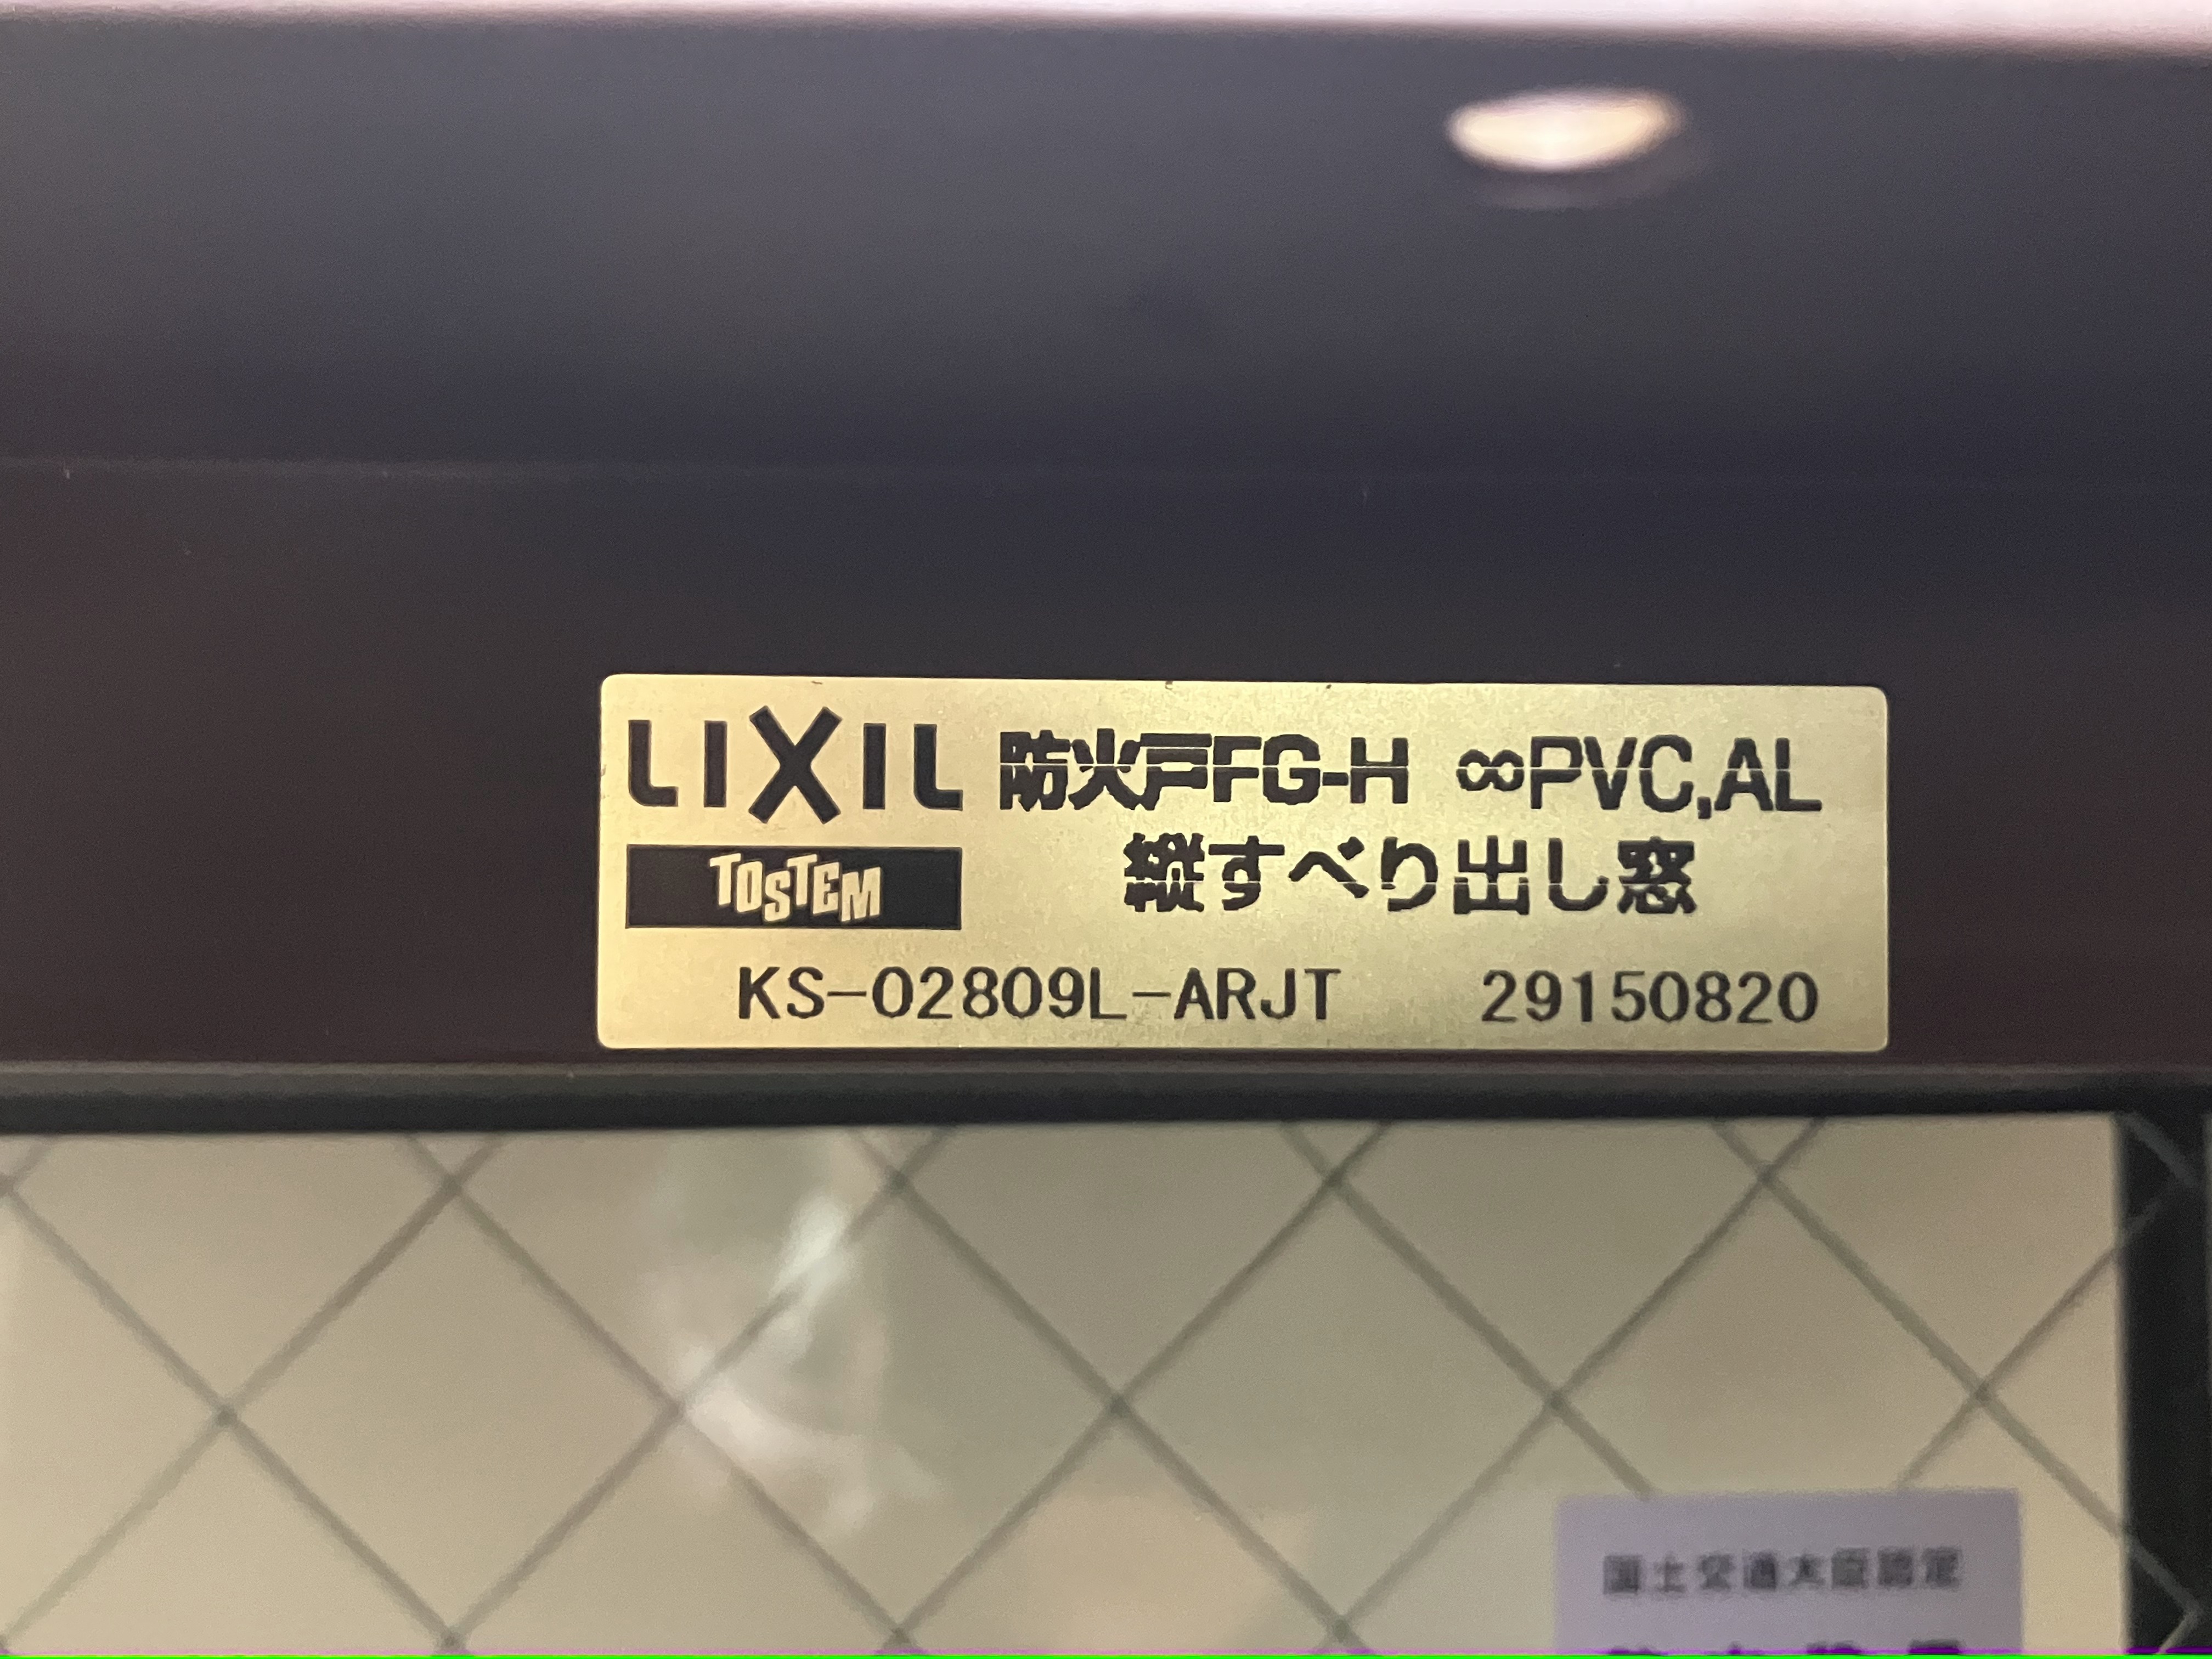 LIXIL 防火戸FG-H ∞PVC,AL
TOSTEM 縦すべり出し窓
KS-02809L-ARJT 29150820
国土交通大臣認定